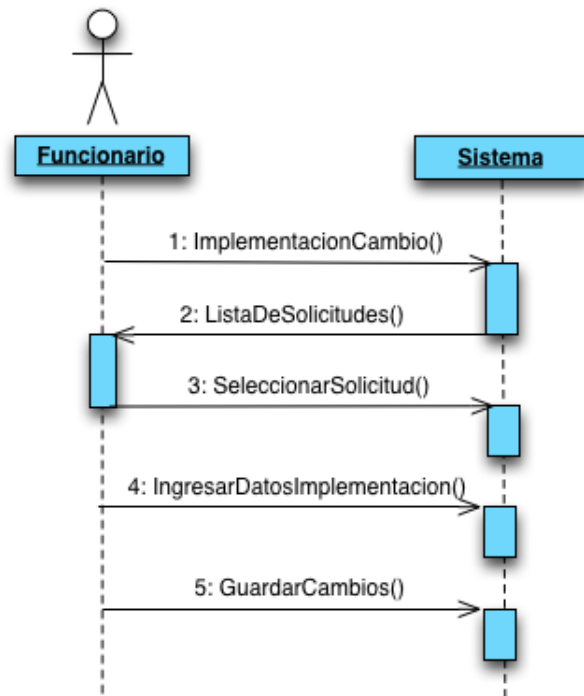 Funcionario
Sistema
1: ImplementacionCambio()
2: ListaDeSolicitudes()
3: SeleccionarSolicitud()
4: IngresarDatosImplementacion()
5: GuardarCambios()